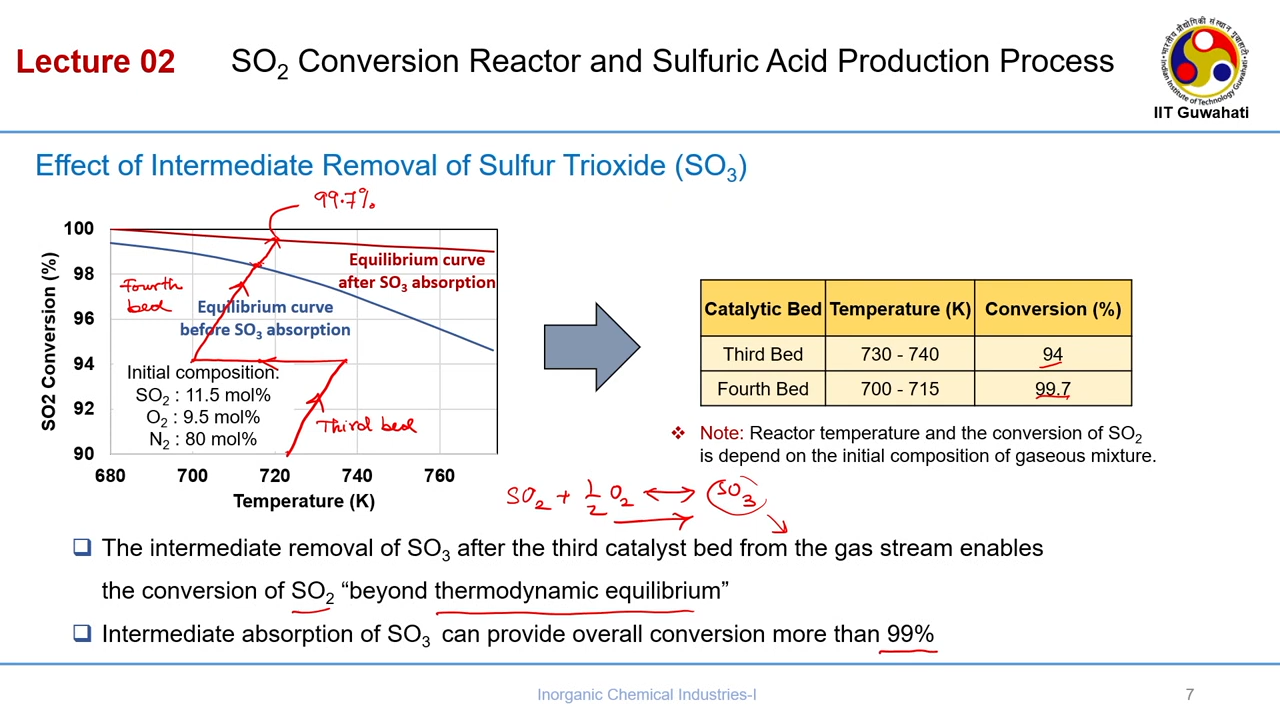 Lecture 02
SO₂ Conversion Reactor and Sulfuric Acid Production Process
IIT Guwahati
Effect of Intermediate Removal of Sulfur Trioxide (SO₃)
99.7%
100
98
96
94
92
90
SO2 Conversion (%)
Equilibrium curve
after SO₃ absorption
Fourth
bed
Equilibrium curve
before SO₃ absorption
Initial composition:
SO₂ : 11.5 mol%
O₂ : 9.5 mol%
N₂ : 80 mol%
Third bed
680 700 720 740 760
Temperature (K)
Catalytic Bed Temperature (K) Conversion (%)
Third Bed 730 - 740 94
Fourth Bed 700 - 715 99.7
❖ Note: Reactor temperature and the conversion of SO₂
is depend on the initial composition of gaseous mixture.
SO₂ + 1/2 O₂ ⟷ SO₃
❑ The intermediate removal of SO₃ after the third catalyst bed from the gas stream enables
the conversion of SO₂ “beyond thermodynamic equilibrium”
❑ Intermediate absorption of SO₃ can provide overall conversion more than 99%
Inorganic Chemical Industries-I
7